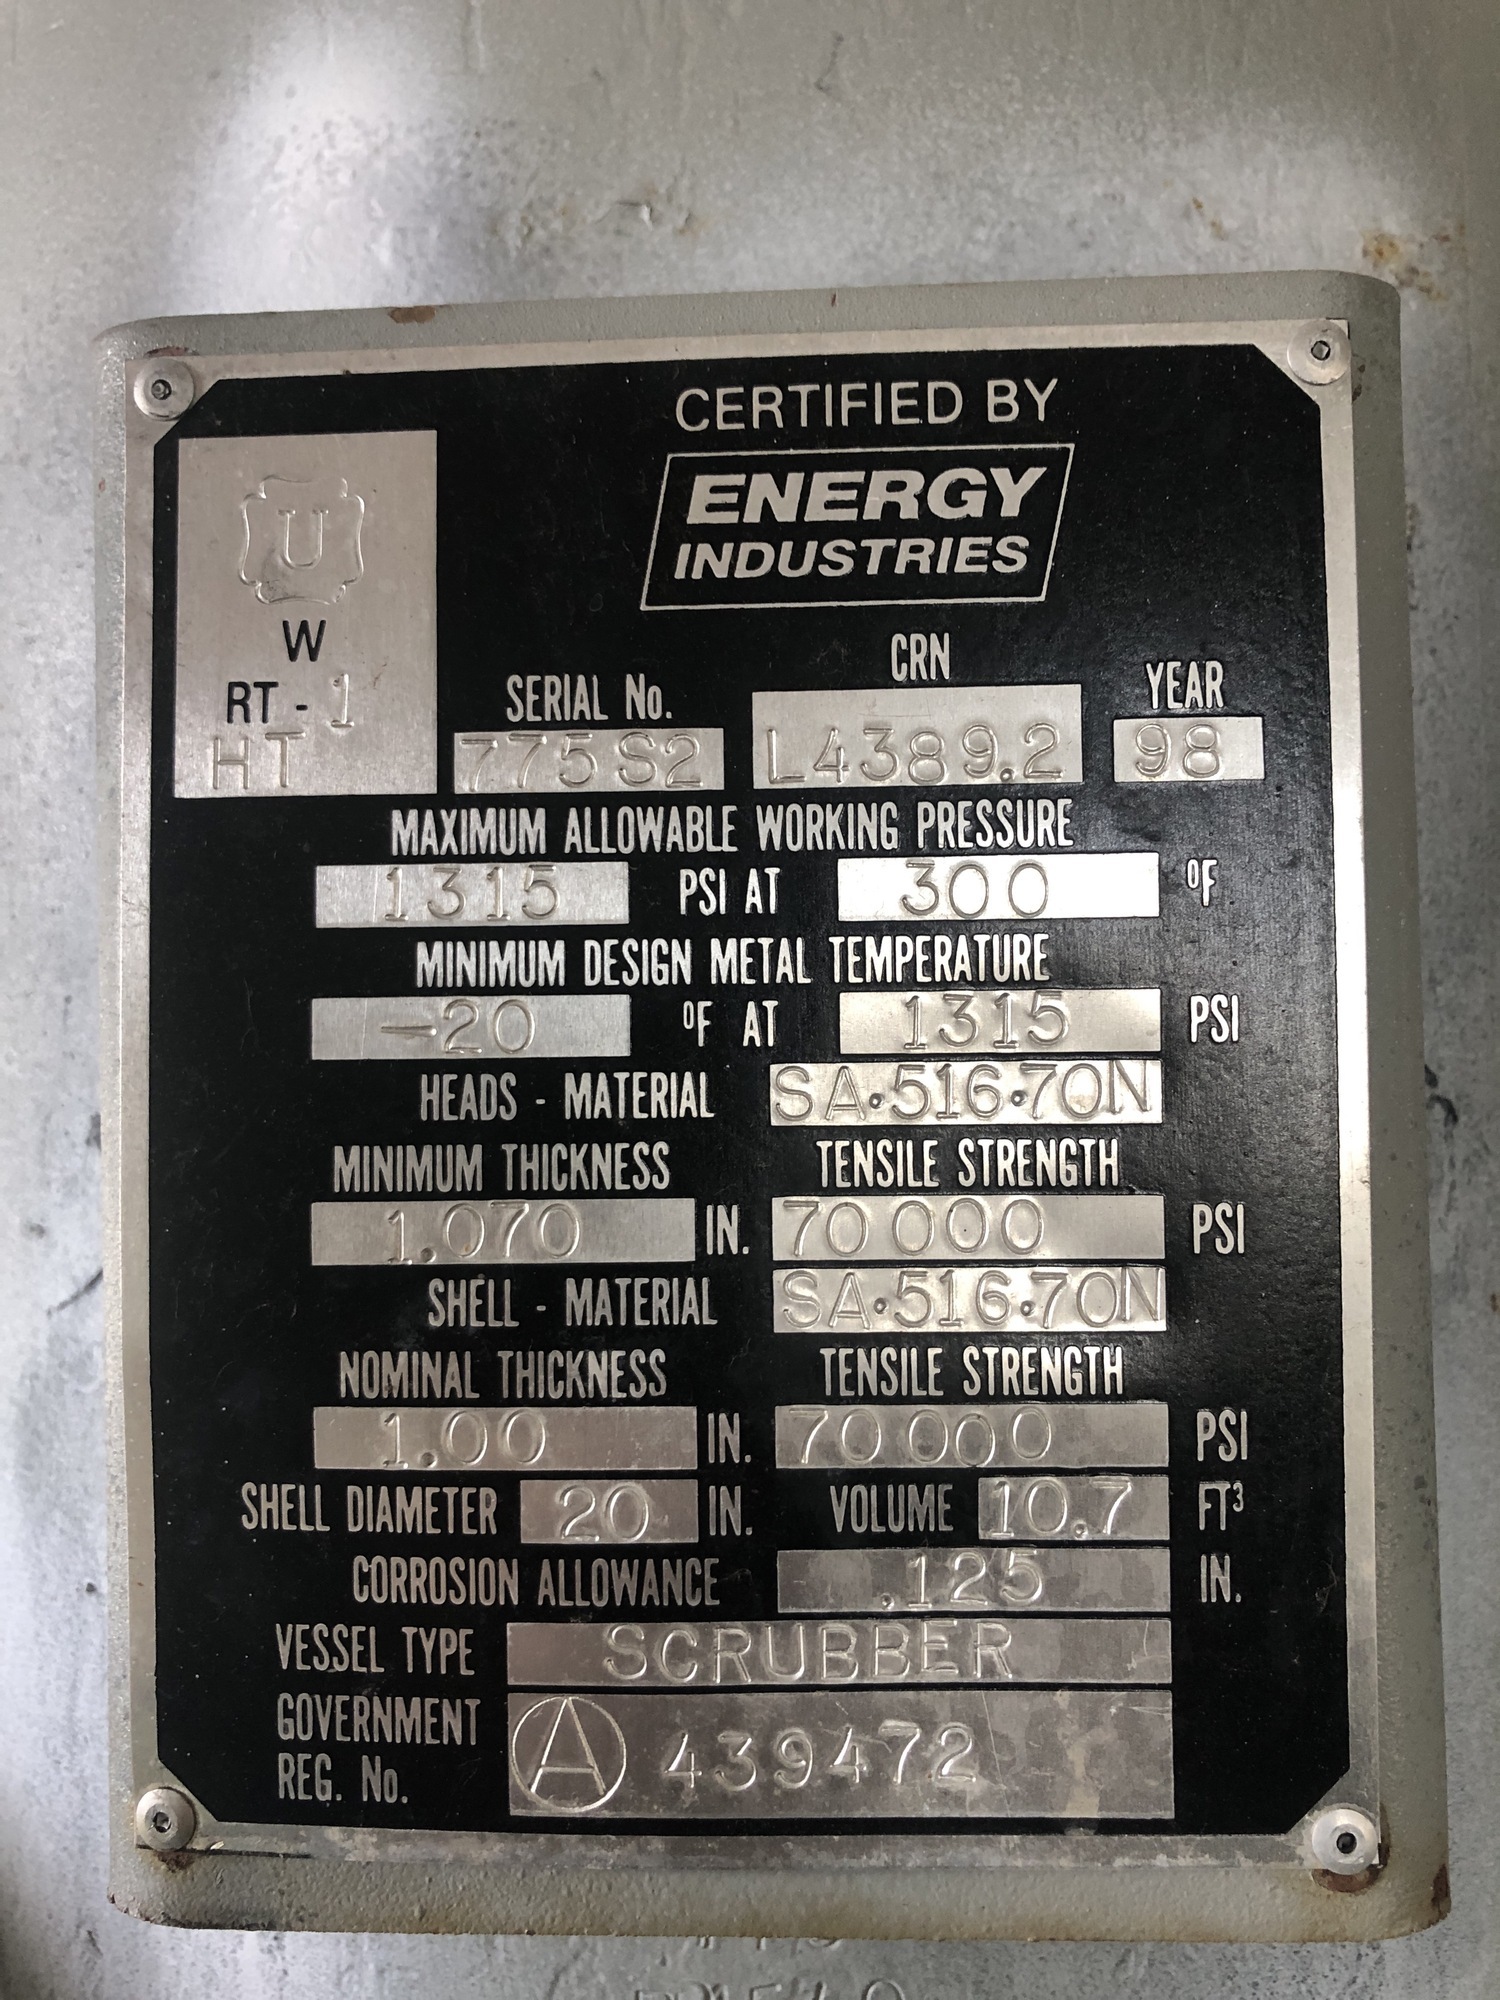 CERTIFIED BY
ENERGY
INDUSTRIES
U
W
RT - 1
HT
SERIAL No. CRN YEAR
775S2 L4389.2 98
MAXIMUM ALLOWABLE WORKING PRESSURE
1315 PSI AT 300 ºF
MINIMUM DESIGN METAL TEMPERATURE
-20 ºF AT 1315 PSI
HEADS - MATERIAL SA·516·70N
MINIMUM THICKNESS TENSILE STRENGTH
1.070 IN. 70000 PSI
SHELL - MATERIAL SA·516·70N
NOMINAL THICKNESS TENSILE STRENGTH
1.00 IN. 70000 PSI
SHELL DIAMETER 20 IN. VOLUME 10.7 FT³
CORROSION ALLOWANCE .125 IN.
VESSEL TYPE SCRUBBER
GOVERNMENT
REG. No. A 439472